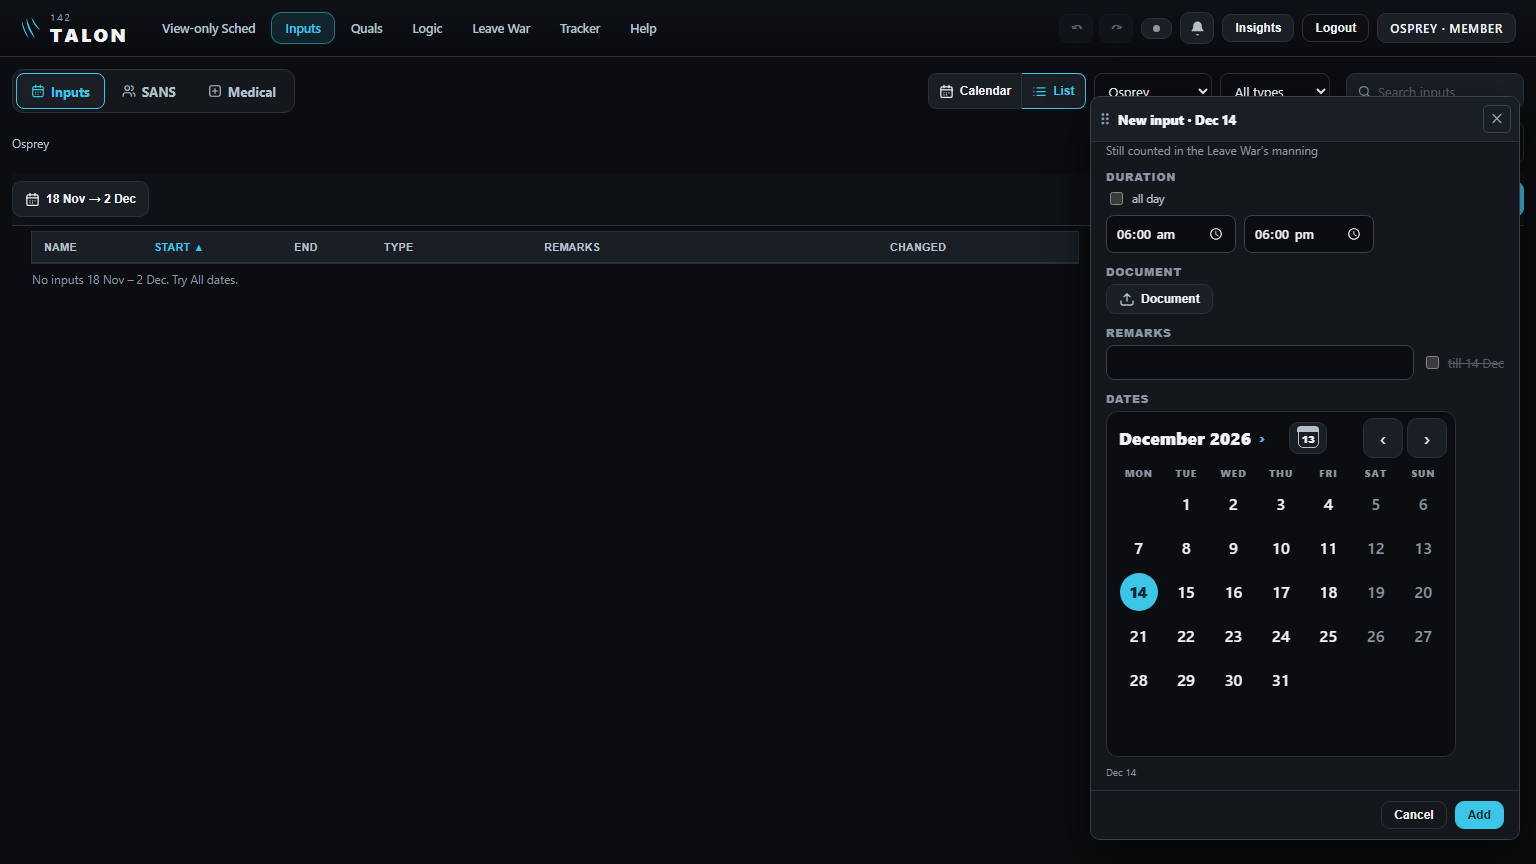 142
TALON
View-only Sched
Inputs
Quals
Logic
Leave War
Tracker
Help
Insights
Logout
OSPREY · MEMBER
Inputs
SANS
Medical
Calendar
List
Osprey
All types
Search inputs
Osprey
18 Nov → 2 Dec
NAME
START ▲
END
TYPE
REMARKS
CHANGED
No inputs 18 Nov – 2 Dec. Try All dates.
New input · Dec 14
Still counted in the Leave War's manning
DURATION
all day
06:00 am
06:00 pm
DOCUMENT
Document
REMARKS
till 14 Dec
DATES
December 2026 ›
13
‹
›
MON TUE WED THU FRI SAT SUN
1 2 3 4 5 6
7 8 9 10 11 12 13
14 15 16 17 18 19 20
21 22 23 24 25 26 27
28 29 30 31
Dec 14
Cancel
Add